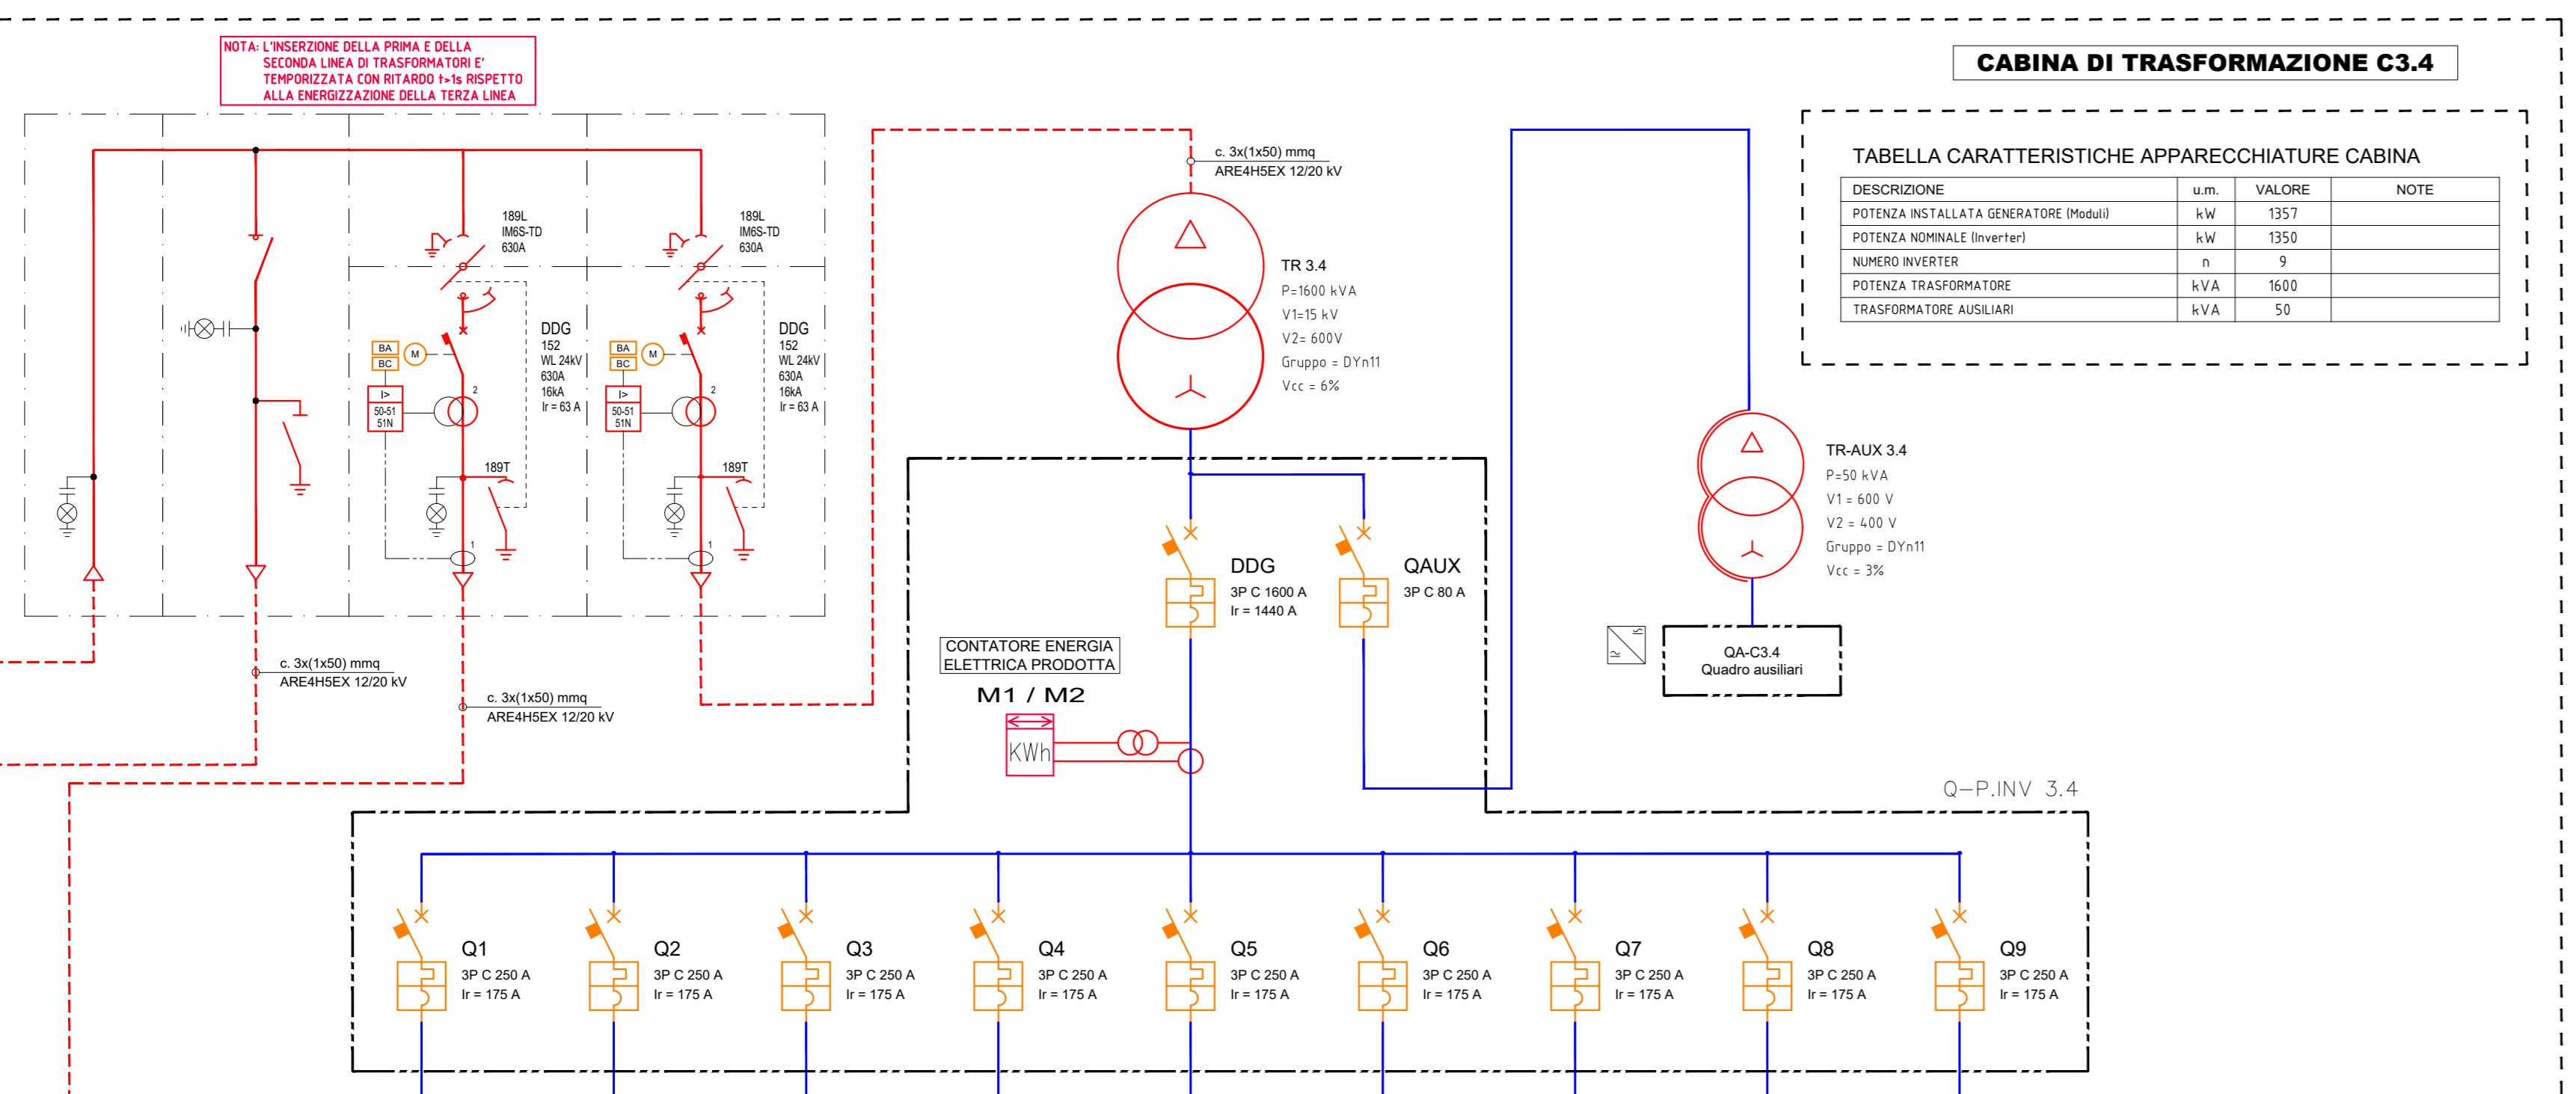 NOTA: L'INSERZIONE DELLA PRIMA E DELLA
SECONDA LINEA DI TRASFORMATORI E'
TEMPORIZZATA CON RITARDO t>1s RISPETTO
ALLA ENERGIZZAZIONE DELLA TERZA LINEA
CABINA DI TRASFORMAZIONE C3.4
TABELLA CARATTERISTICHE APPARECCHIATURE CABINA
DESCRIZIONE u.m. VALORE NOTE
POTENZA INSTALLATA GENERATORE (Moduli) kW 1357
POTENZA NOMINALE (Inverter) kW 1350
NUMERO INVERTER n 9
POTENZA TRASFORMATORE kVA 1600
TRASFORMATORE AUSILIARI kVA 50
189L
IM6S-TD
630A
DDG
152
WL 24kV
630A
16kA
Ir = 63 A
BA
BC
M
I>
50-51
51N
2
189T
1
189L
IM6S-TD
630A
DDG
152
WL 24kV
630A
16kA
Ir = 63 A
BA
BC
M
I>
50-51
51N
2
189T
1
c. 3x(1x50) mmq
ARE4H5EX 12/20 kV
c. 3x(1x50) mmq
ARE4H5EX 12/20 kV
c. 3x(1x50) mmq
ARE4H5EX 12/20 kV
TR 3.4
P=1600 kVA
V1=15 kV
V2= 600V
Gruppo = DYn11
Vcc = 6%
TR-AUX 3.4
P=50 kVA
V1 = 600 V
V2 = 400 V
Gruppo = DYn11
Vcc = 3%
QA-C3.4
Quadro ausiliari
DDG
3P C 1600 A
Ir = 1440 A
QAUX
3P C 80 A
CONTATORE ENERGIA
ELETTRICA PRODOTTA
M1 / M2
KWh
Q-P.INV 3.4
Q1
3P C 250 A
Ir = 175 A
Q2
3P C 250 A
Ir = 175 A
Q3
3P C 250 A
Ir = 175 A
Q4
3P C 250 A
Ir = 175 A
Q5
3P C 250 A
Ir = 175 A
Q6
3P C 250 A
Ir = 175 A
Q7
3P C 250 A
Ir = 175 A
Q8
3P C 250 A
Ir = 175 A
Q9
3P C 250 A
Ir = 175 A